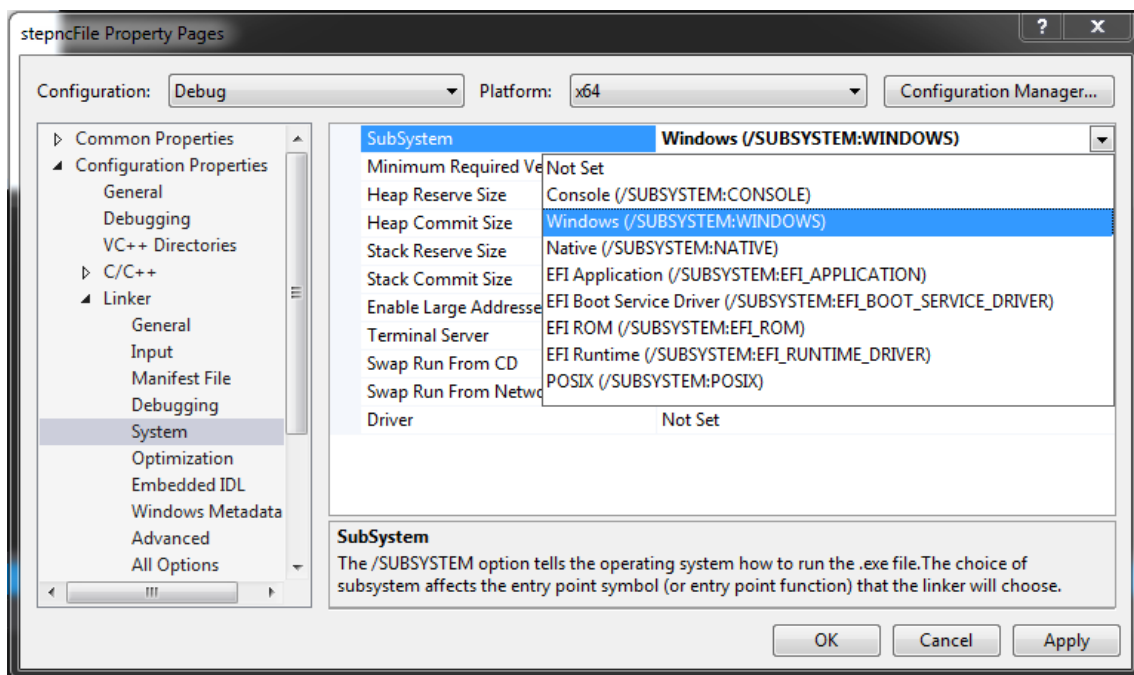 stepncFile Property Pages
? X
Configuration: Debug Platform: x64 Configuration Manager...
Common Properties
Configuration Properties
General
Debugging
VC++ Directories
C/C++
Linker
General
Input
Manifest File
Debugging
System
Optimization
Embedded IDL
Windows Metadata
Advanced
All Options
SubSystem Windows (/SUBSYSTEM:WINDOWS)
Minimum Required Ve
Heap Reserve Size
Heap Commit Size
Stack Reserve Size
Stack Commit Size
Enable Large Addresse
Terminal Server
Swap Run From CD
Swap Run From Netwo
Driver Not Set
Not Set
Console (/SUBSYSTEM:CONSOLE)
Windows (/SUBSYSTEM:WINDOWS)
Native (/SUBSYSTEM:NATIVE)
EFI Application (/SUBSYSTEM:EFI_APPLICATION)
EFI Boot Service Driver (/SUBSYSTEM:EFI_BOOT_SERVICE_DRIVER)
EFI ROM (/SUBSYSTEM:EFI_ROM)
EFI Runtime (/SUBSYSTEM:EFI_RUNTIME_DRIVER)
POSIX (/SUBSYSTEM:POSIX)
SubSystem
The /SUBSYSTEM option tells the operating system how to run the .exe file.The choice of
subsystem affects the entry point symbol (or entry point function) that the linker will choose.
OK Cancel Apply